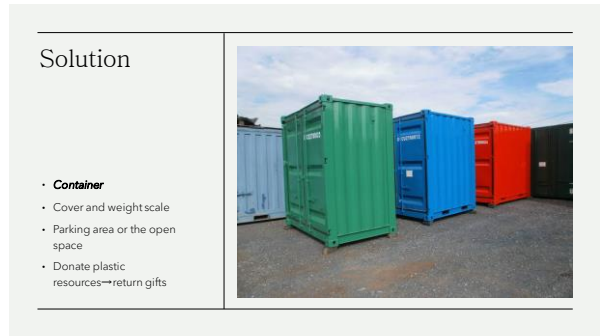 Solution
• Container
• Cover and weight scale
• Parking area or the open
space
• Donate plastic
resources→return gifts